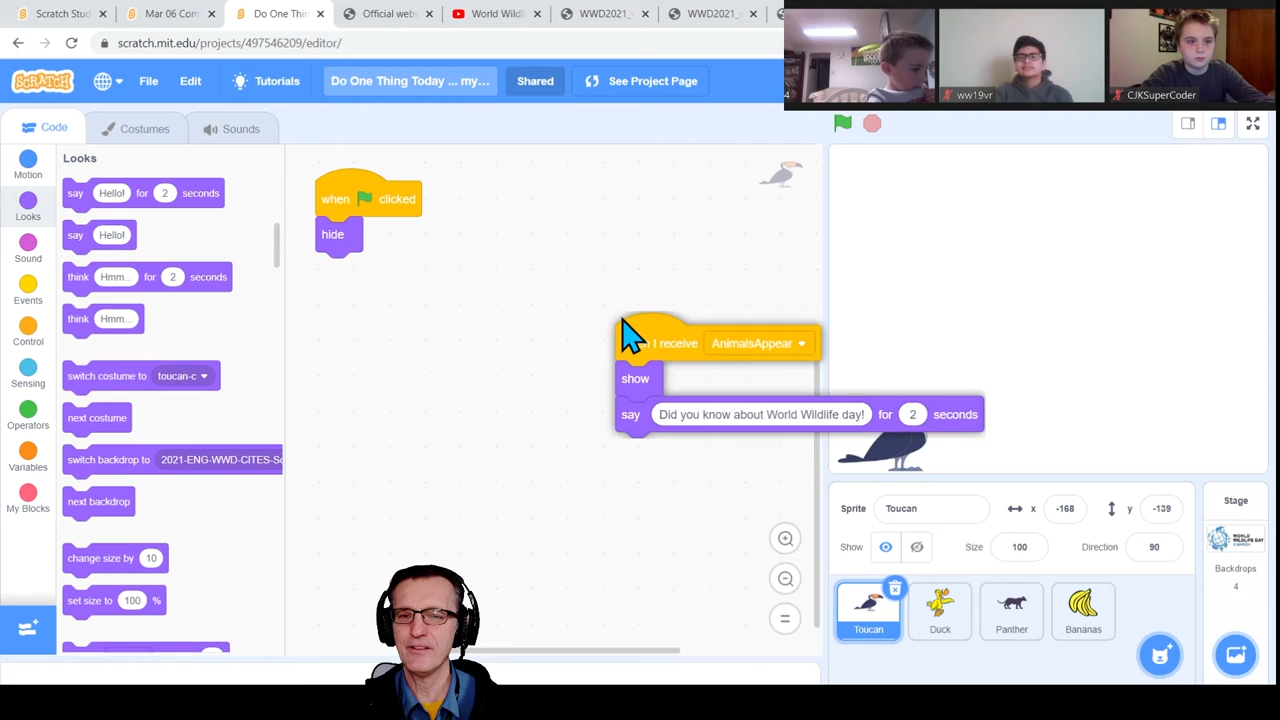 Scratch Stud
Mar 06 Com
Do One Thin
Official web
World Wildli
WWD2021_
WWD2021_
scratch.mit.edu/projects/497546209/editor/
SCRATCH
File
Edit
Tutorials
Do One Thing Today ... my...
Shared
See Project Page
4
ww19vr
CJKSuperCoder
Code
Costumes
Sounds
Motion
Looks
Sound
Events
Control
Sensing
Operators
Variables
My Blocks
Looks
say Hello! for 2 seconds
say Hello!
think Hmm... for 2 seconds
think Hmm...
switch costume to toucan-c
next costume
switch backdrop to 2021-ENG-WWD-CITES-So
next backdrop
change size by 10
set size to 100 %
when clicked
hide
I receive AnimalsAppear
show
say Did you know about World Wildlife day! for 2 seconds
Sprite Toucan x -168 y -139
Show Size 100 Direction 90
Toucan
Duck
Panther
Bananas
Stage
WORLD
WILDLIFE
DAY
Backdrops
4